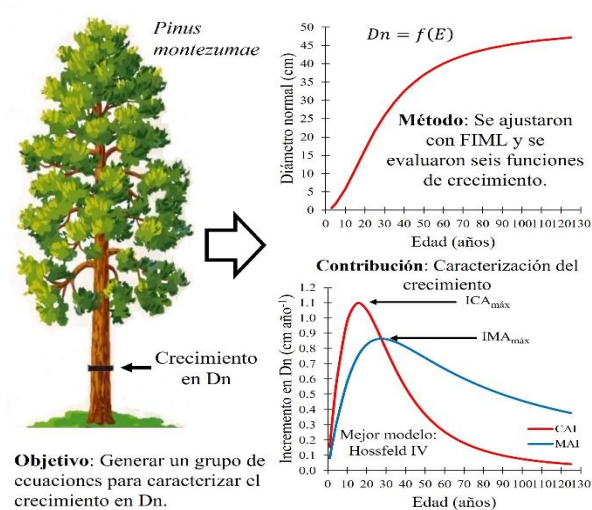 Pinus
montezumae
Crecimiento
en Dn
Objetivo: Generar un grupo de
ecuaciones para caracterizar el
crecimiento en Dn.
Dn = f(E)
Diámetro normal (cm)
50
45
40
35
30
25
20
15
10
5
0
Método: Se ajustaron
con FIML y se
evaluaron seis funciones
de crecimiento.
0 10 20 30 40 50 60 70 80 90 100 110 120 130
Edad (años)
Contribución: Caracterización del
crecimiento
Incremento en Dn (cm año-1)
1.2
1.1
1.0
0.9
0.8
0.7
0.6
0.5
0.4
0.3
0.2
0.1
0.0
ICAmáx
IMAmáx
Mejor modelo:
Hossfeld IV
CAI
MAI
0 10 20 30 40 50 60 70 80 90 100 110 120 130
Edad (años)